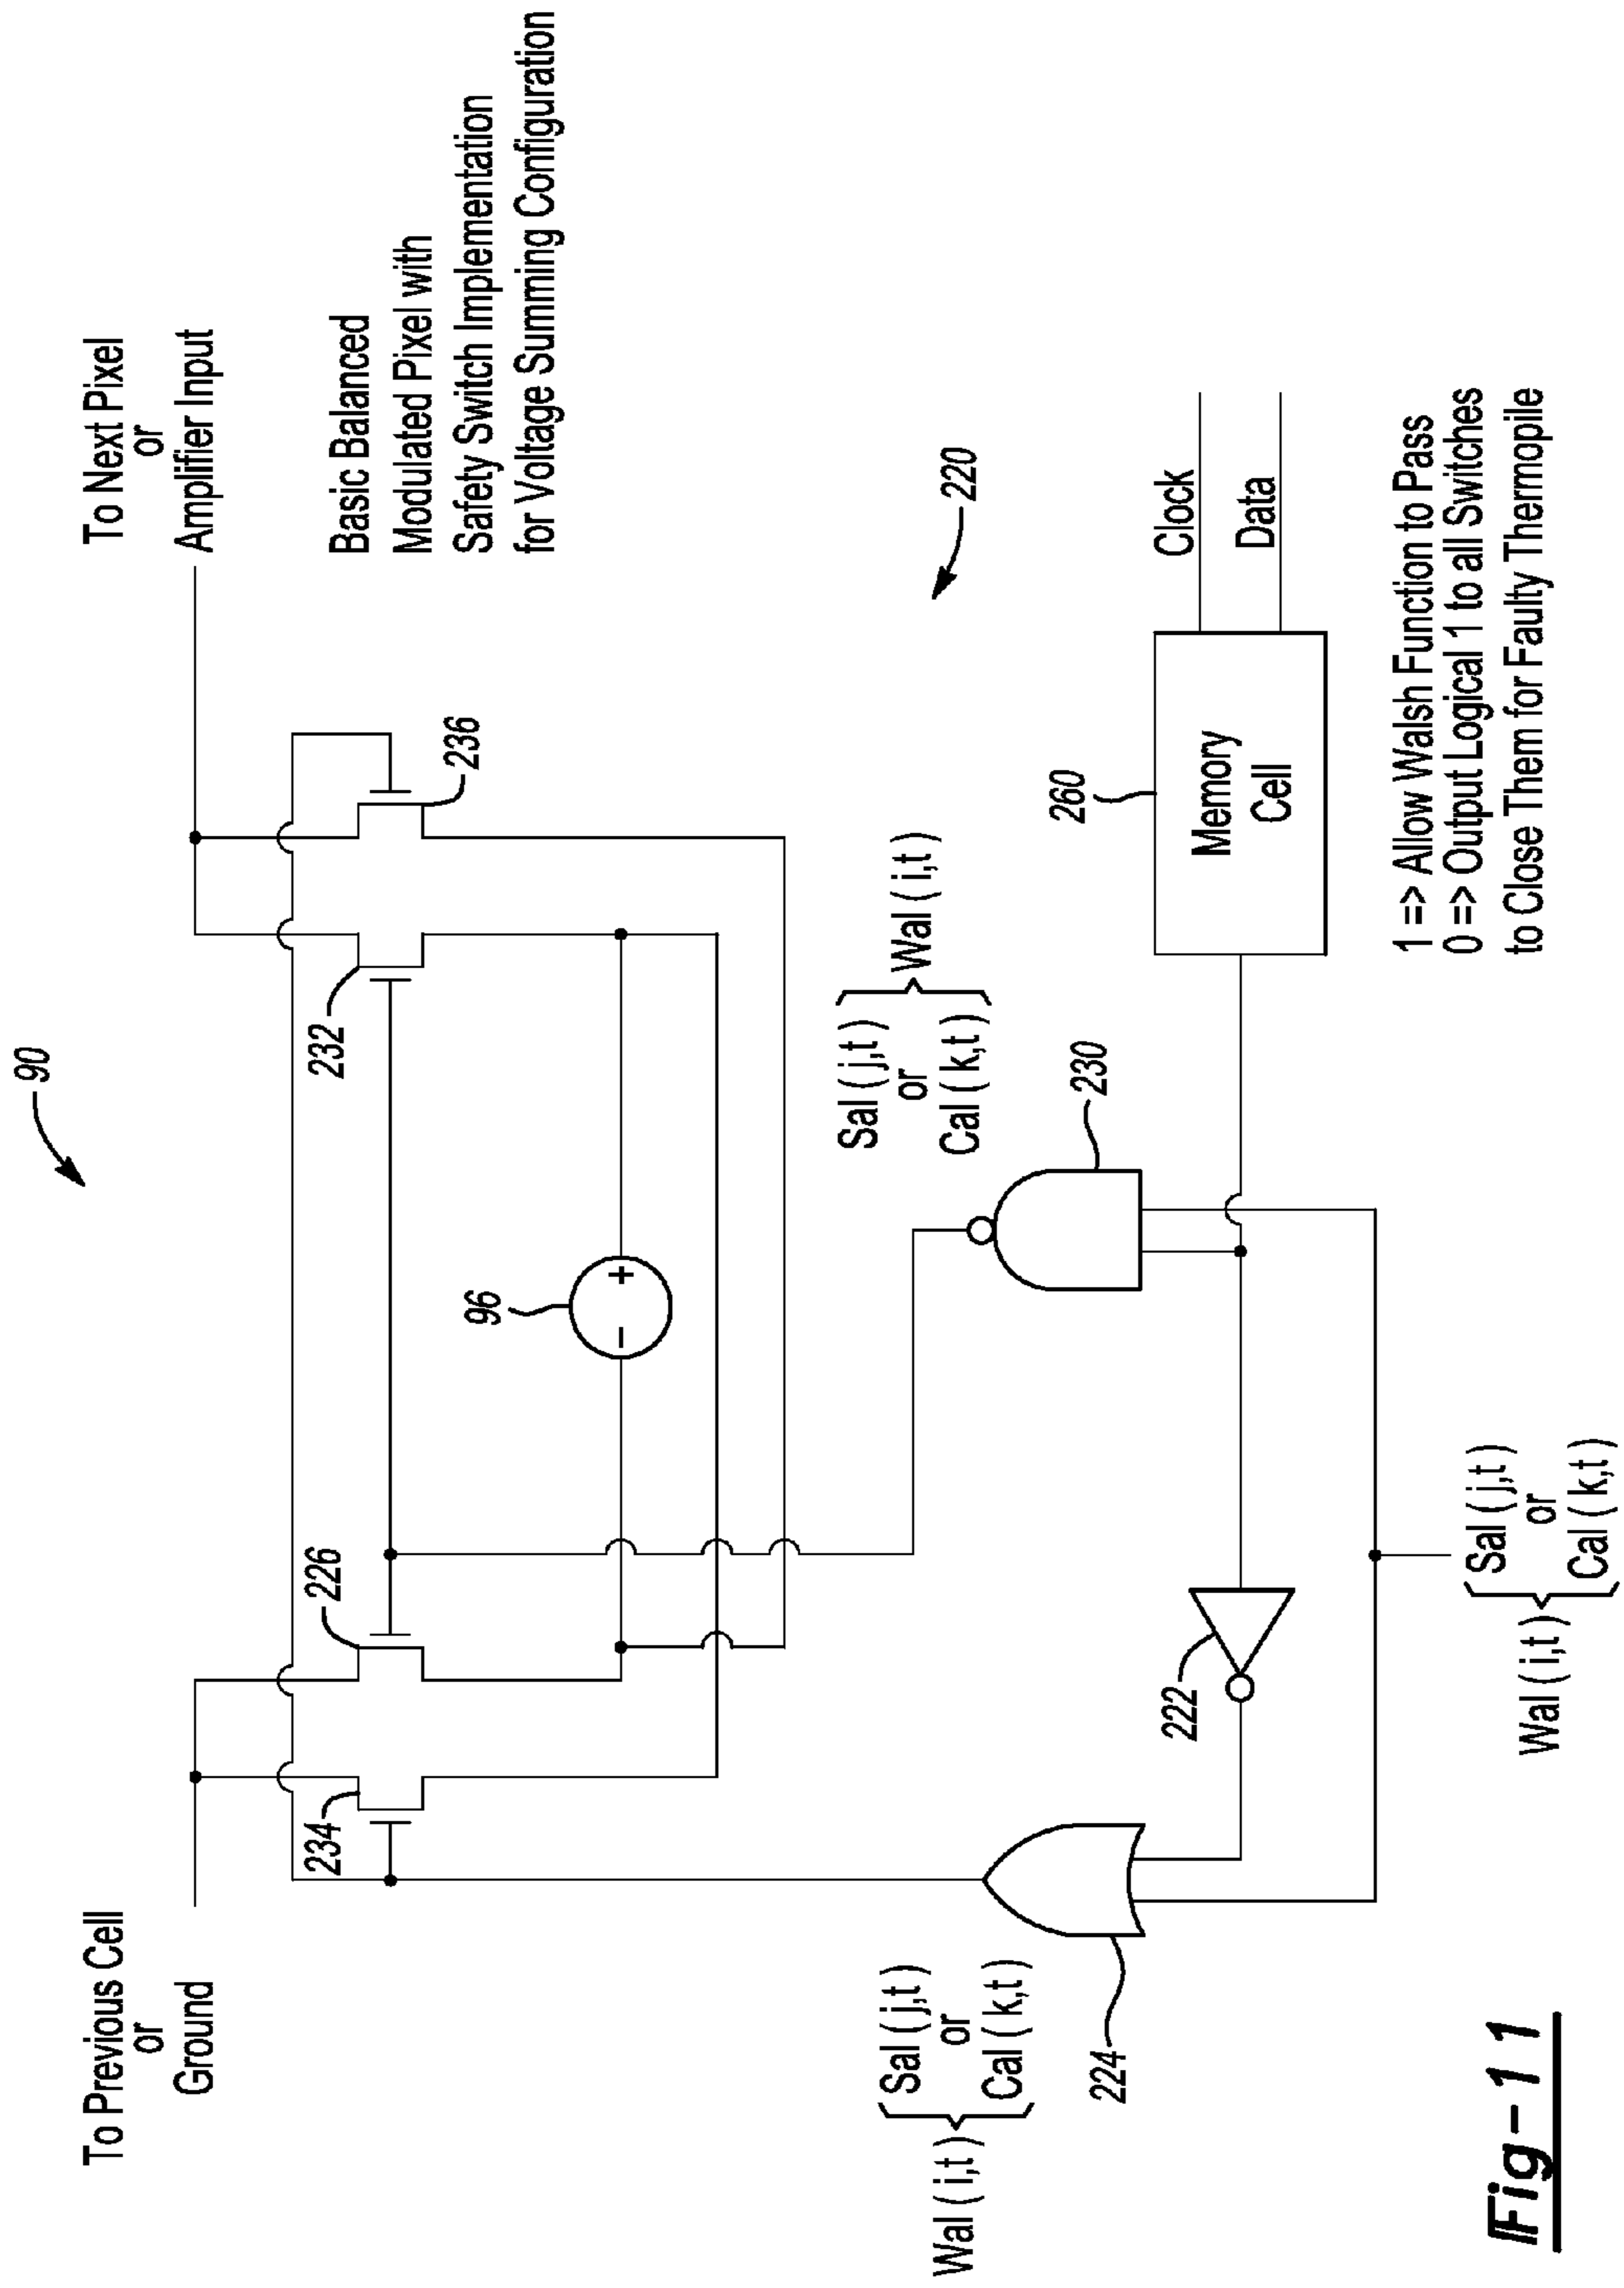 90
To Previous Cell
or
Ground
To Next Pixel
or
Amplifier Input
234
226
232
236
96
- +
Basic Balanced
Modulated Pixel with
Safety Switch Implementation
for Voltage Summing Configuration
220
Wal ( i,t ) { Sal ( j,t )
or
Cal ( k,t )
224
222
Sal ( j,t )
or
Cal ( k,t ) } Wal ( i,t )
230
260
Memory
Cell
Clock
Data
1 => Allow Walsh Function to Pass
0 => Output Logical 1 to all Switches
to Close Them for Faulty Thermopile
Wal ( i,t ) { Sal ( j,t )
or
Cal ( k,t )
Fig-11